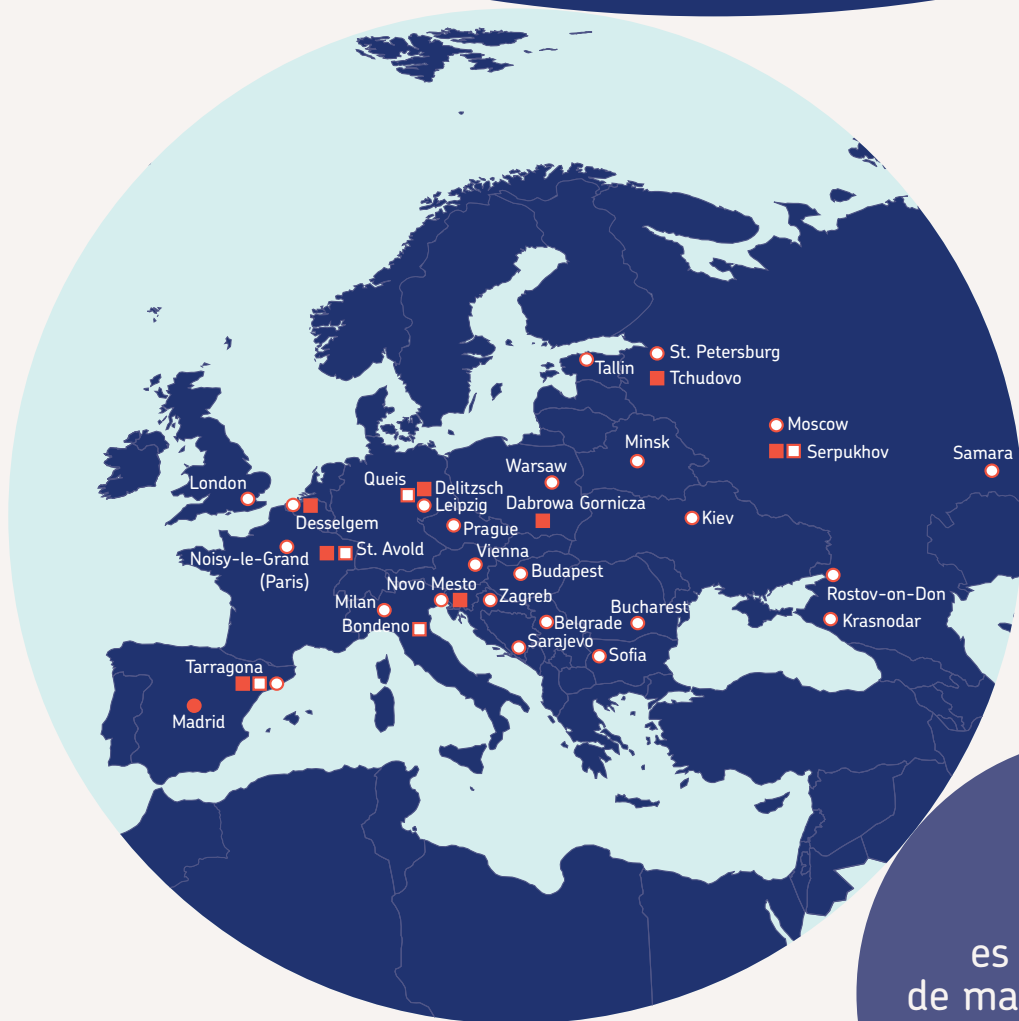 St. Petersburg
Tallin
Tchudovo
Moscow
Minsk
Serpukhov
Samara
Warsaw
Queis
London
Delitzsch
Dabrowa Gornicza
Leipzig
Desselgem
Kiev
Prague
St. Avold
Vienna
Noisy-le-Grand
(Paris)
Budapest
Novo Mesto
Rostov-on-Don
Zagreb
Milan
Bucharest
Krasnodar
Bondeno
Belgrade
Sarajevo
Sofia
Tarragona
Madrid
es
de ma